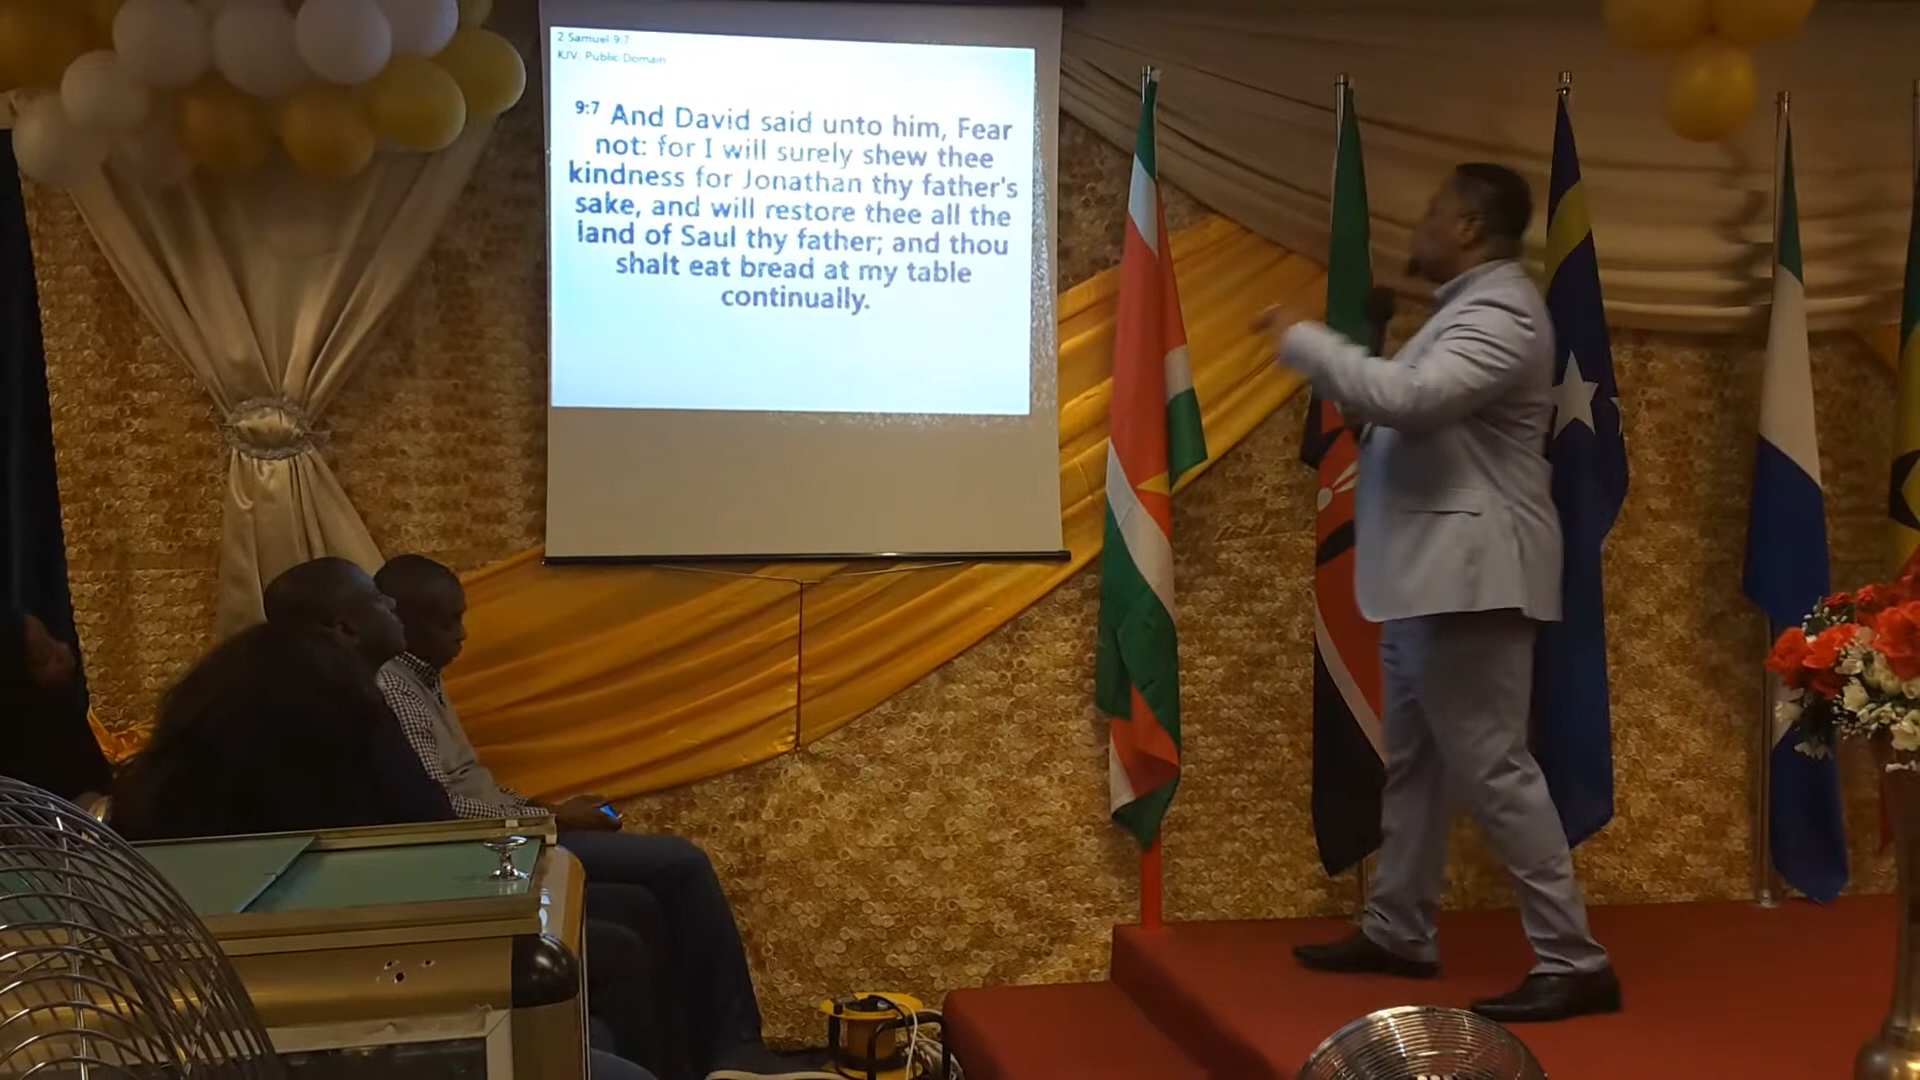 2 Samuel 9:7
KJV. Public Domain
9:7 And David said unto him, Fear
not: for I will surely shew thee
kindness for Jonathan thy father's
sake, and will restore thee all the
land of Saul thy father; and thou
shalt eat bread at my table
continually.